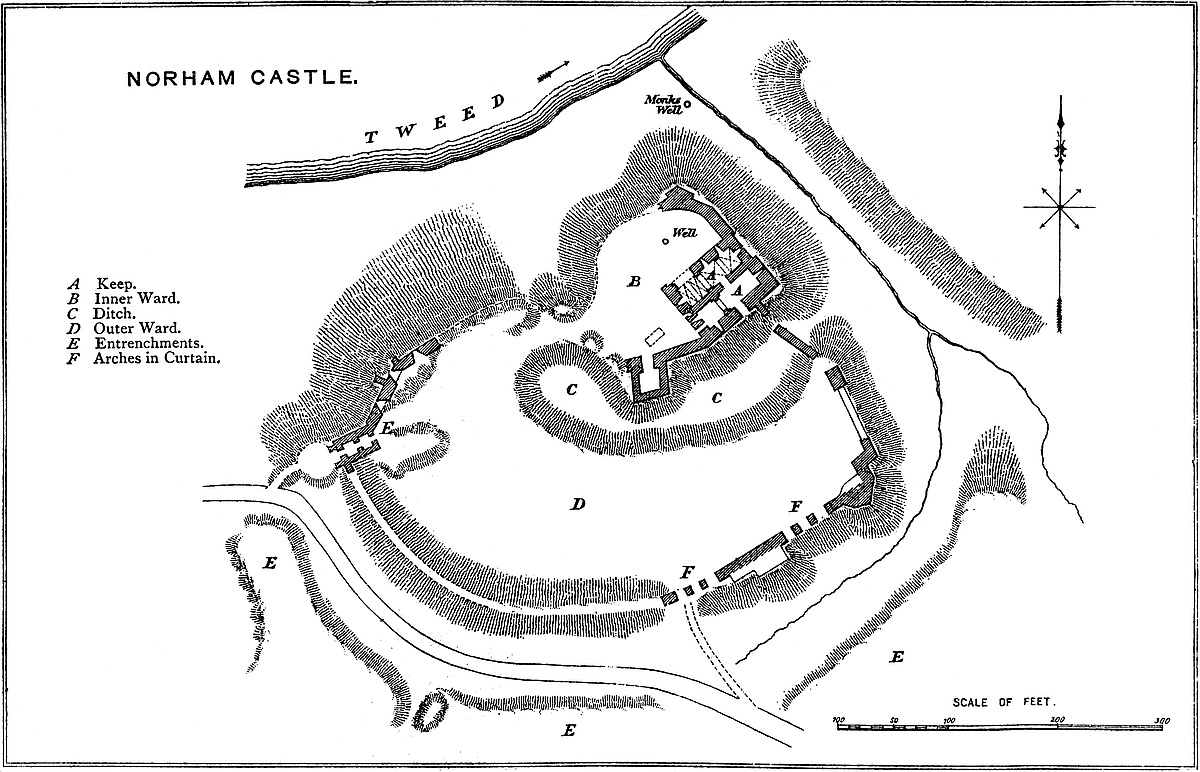 NORHAM CASTLE.
TWEED
Monks
Well
Well
A Keep.
B Inner Ward.
C Ditch.
D Outer Ward.
E Entrenchments.
F Arches in Curtain.
B
A
A
C
C
E
D
F
F
E
E
E
SCALE OF FEET.
100 50 100 200 300